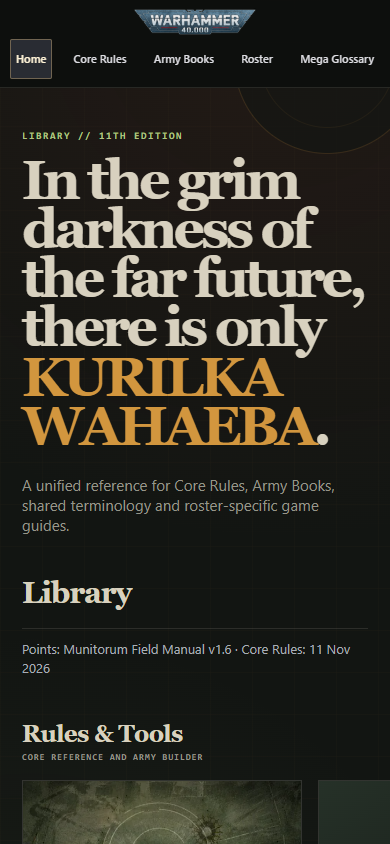 WARHAMMER
40,000
Home Core Rules Army Books Roster Mega Glossary
LIBRARY // 11TH EDITION
In the grim
darkness of
the far future,
there is only
KURILKA
WAHAEBA.
A unified reference for Core Rules, Army Books,
shared terminology and roster-specific game
guides.
Library
Points: Munitorum Field Manual v1.6 · Core Rules: 11 Nov
2026
Rules & Tools
CORE REFERENCE AND ARMY BUILDER